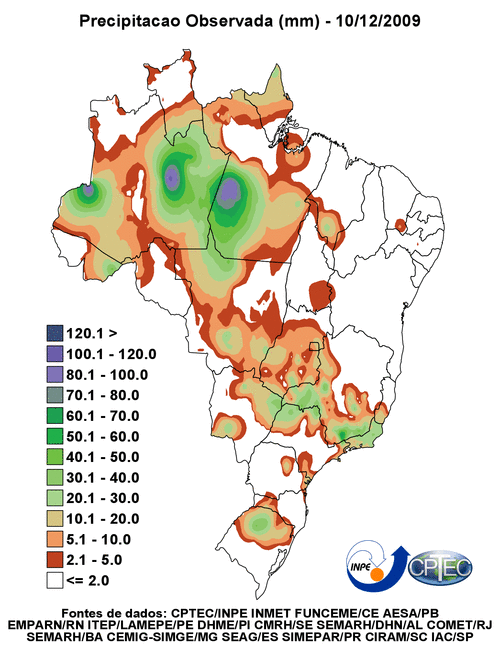 Precipitacao Observada (mm) - 10/12/2009
120.1 >
100.1 - 120.0
80.1 - 100.0
70.1 - 80.0
60.1 - 70.0
50.1 - 60.0
40.1 - 50.0
30.1 - 40.0
20.1 - 30.0
10.1 - 20.0
5.1 - 10.0
2.1 - 5.0
<= 2.0
INPE
CPTEC
Fontes de dados: CPTEC/INPE INMET FUNCEME/CE AESA/PB
EMPARN/RN ITEP/LAMEPE/PE DHME/PI CMRH/SE SEMARH/DHN/AL COMET/RJ
SEMARH/BA CEMIG-SIMGE/MG SEAG/ES SIMEPAR/PR CIRAM/SC IAC/SP